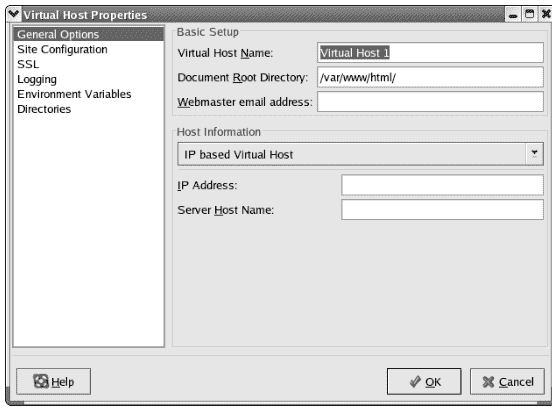 Virtual Host Properties
General Options
Site Configuration
SSL
Logging
Environment Variables
Directories
Basic Setup
Virtual Host Name: Virtual Host 1
Document Root Directory: /var/www/html/
Webmaster email address:
Host Information
IP based Virtual Host
IP Address:
Server Host Name:
Help
OK
Cancel